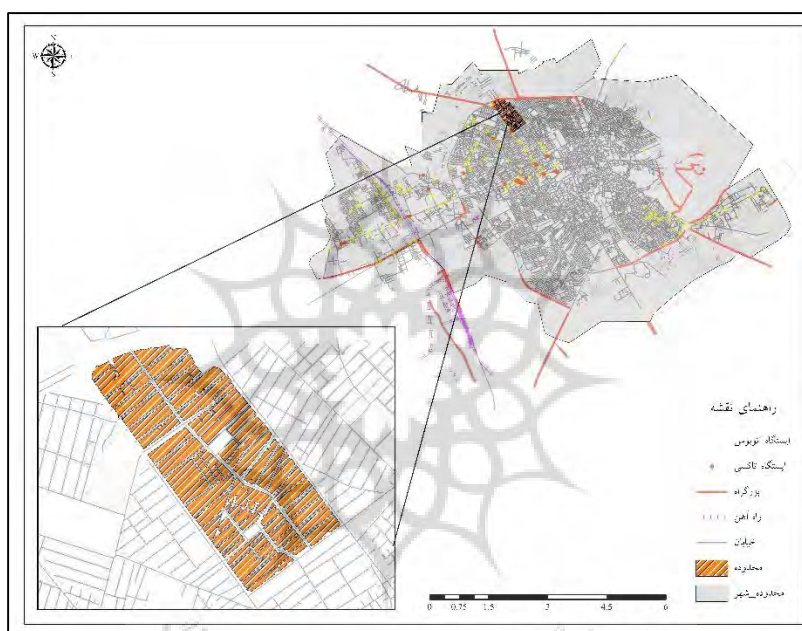 راهنمای نقشه
ایستگاه توبوس
ایستگاه تاکسی
بزرگراه
راه آهن
خیابان
محدوده
محدوده_شهر
0 0.75 1.5 3 4.5 6